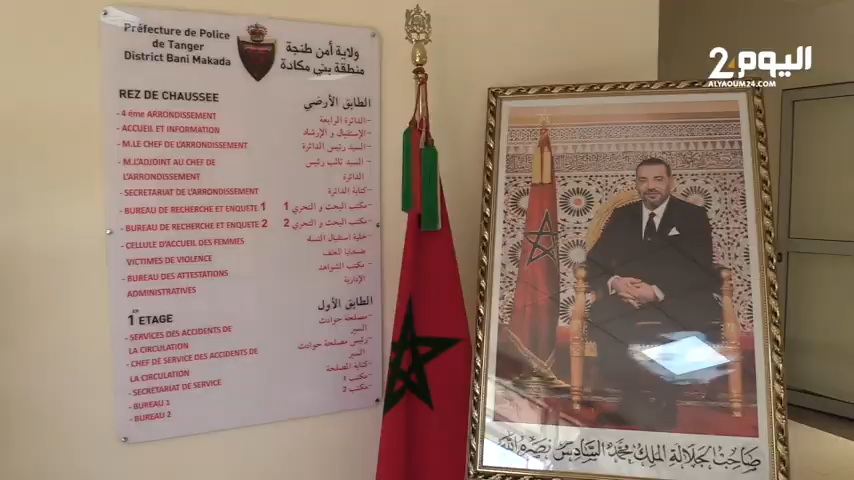 Préfecture de Police
de Tanger
District Bani Makada
ولاية أمن طنجة
منطقة بني مكادة
REZ DE CHAUSSEE
- 4 éme ARRONDISSEMENT
- ACCUEIL ET INFORMATION
- M.LE CHEF DE L'ARRONDISSEMENT
- M.L'ADJOINT AU CHEF DE
L'ARRONDISSEMENT
- SECRETARIAT DE L'ARRONDISSEMENT
- BUREAU DE RECHERCHE ET ENQUETE 1
- BUREAU DE RECHERCHE ET ENQUETE 2
- CELLULE D'ACCUEIL DES FEMMES
VICTIMES DE VIOLENCE
- BUREAU DES ATTESTATIONS
ADMINISTRATIVES
1er ETAGE
- SERVICES DES ACCIDENTS DE
LA CIRCULATION
- CHEF DE SERVICE DES ACCIDENTS DE
LA CIRCULATION
- SECRETARIAT DE SERVICE
- BUREAU 1
- BUREAU 2
الطابق الأرضي
- الدائرة الرابعة
- الإستقبال و الإرشاد
- السيد رئيس الدائرة
- السيد نائب رئيس
الدائرة
- كتابة الدائرة
- مكتب البحث و التحري 1
- مكتب البحث و التحري 2
- خلية استقبال النساء
ضحايا العنف
- مكتب الشواهد
الإدارية
الطابق الأول
- مصلحة حوادث
السير
- رئيس مصلحة حوادث
السير
- كتابة المصلحة
- مكتب 1
- مكتب 2
صاحب الجلالة الملك محمد السادس نصره الله
اليوم24
ALYAOUM24.COM